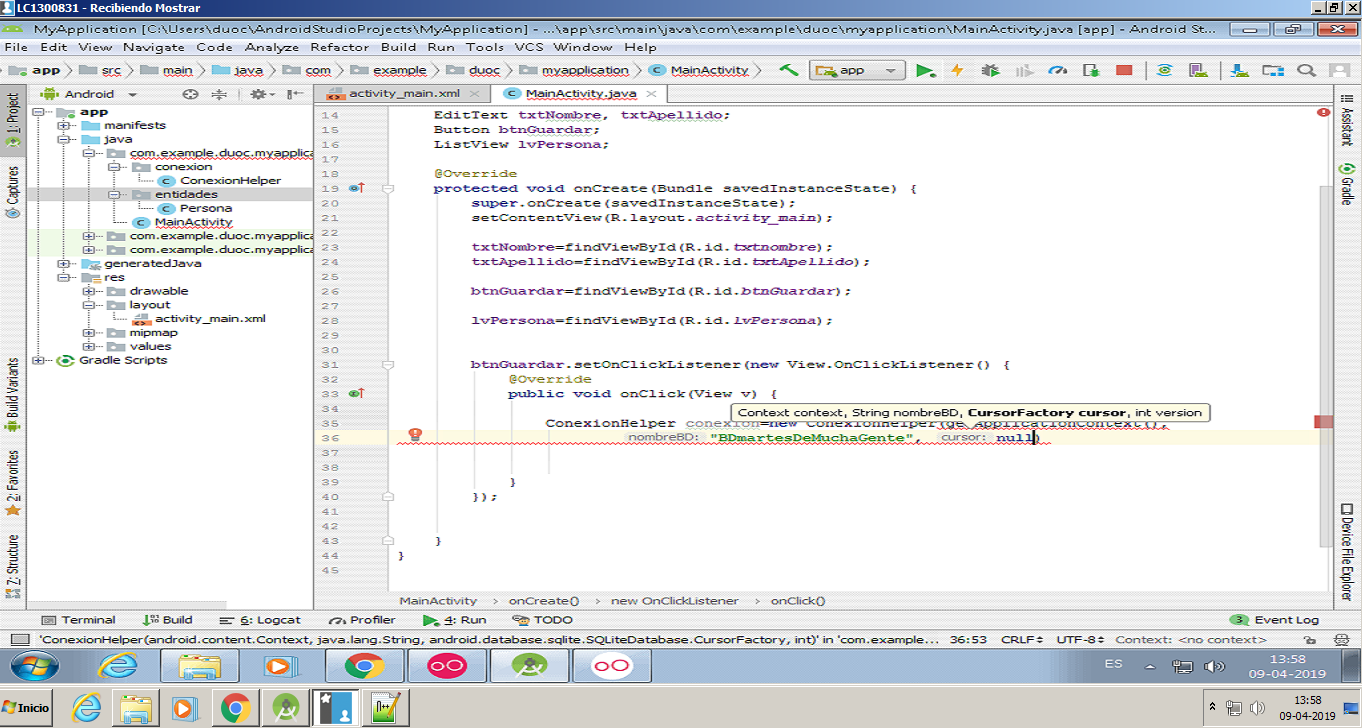 LC1300831 - Recibiendo Mostrar
MyApplication [C:\Users\duoc\AndroidStudioProjects\MyApplication] - ...\app\src\main\java\com\example\duoc\myapplication\MainActivity.java [app] - Android St...
File Edit View Navigate Code Analyze Refactor Build Run Tools VCS Window Help
app src main java com example duoc myapplication MainActivity app
Android
activity_main.xml MainActivity.java
1: Project
Captures
Build Variants
2: Favorites
7: Structure
app
manifests
java
com.example.duoc.myapplica
conexion
ConexionHelper
entidades
Persona
MainActivity
com.example.duoc.myapplica
com.example.duoc.myapplica
generatedJava
res
drawable
layout
activity_main.xml
mipmap
values
Gradle Scripts
14 EditText txtNombre, txtApellido;
15 Button btnGuardar;
16 ListView lvPersona;
17
18 @Override
19 protected void onCreate(Bundle savedInstanceState) {
20 super.onCreate(savedInstanceState);
21 setContentView(R.layout.activity_main);
22
23 txtNombre=findViewById(R.id.txtnombre);
24 txtApellido=findViewById(R.id.txtApellido);
25
26 btnGuardar=findViewById(R.id.btnGuardar);
27
28 lvPersona=findViewById(R.id.lvPersona);
29
30
31 btnGuardar.setOnClickListener(new View.OnClickListener() {
32 @Override
33 public void onClick(View v) {
34
Context context, String nombreBD, CursorFactory cursor, int version
35 ConexionHelper conexion=new ConexionHelper(ge ApplicationContext(),
36 nombreBD: "BDmartesDeMuchaGente", cursor: null)
37
38
39 }
40 });
41
42
43 }
44 }
45
MainActivity > onCreate() > new OnClickListener > onClick()
Assistant
Gradle
Device File Explorer
Terminal Build 6: Logcat Profiler 4: Run TODO 3 Event Log
'ConexionHelper(android.content.Context, java.lang.String, android.database.sqlite.SQLiteDatabase.CursorFactory, int)' in 'com.example... 36:53 CRLF UTF-8 Context: <no context>
ES 13:58
09-04-2019
Inicio 13:58
09-04-2019